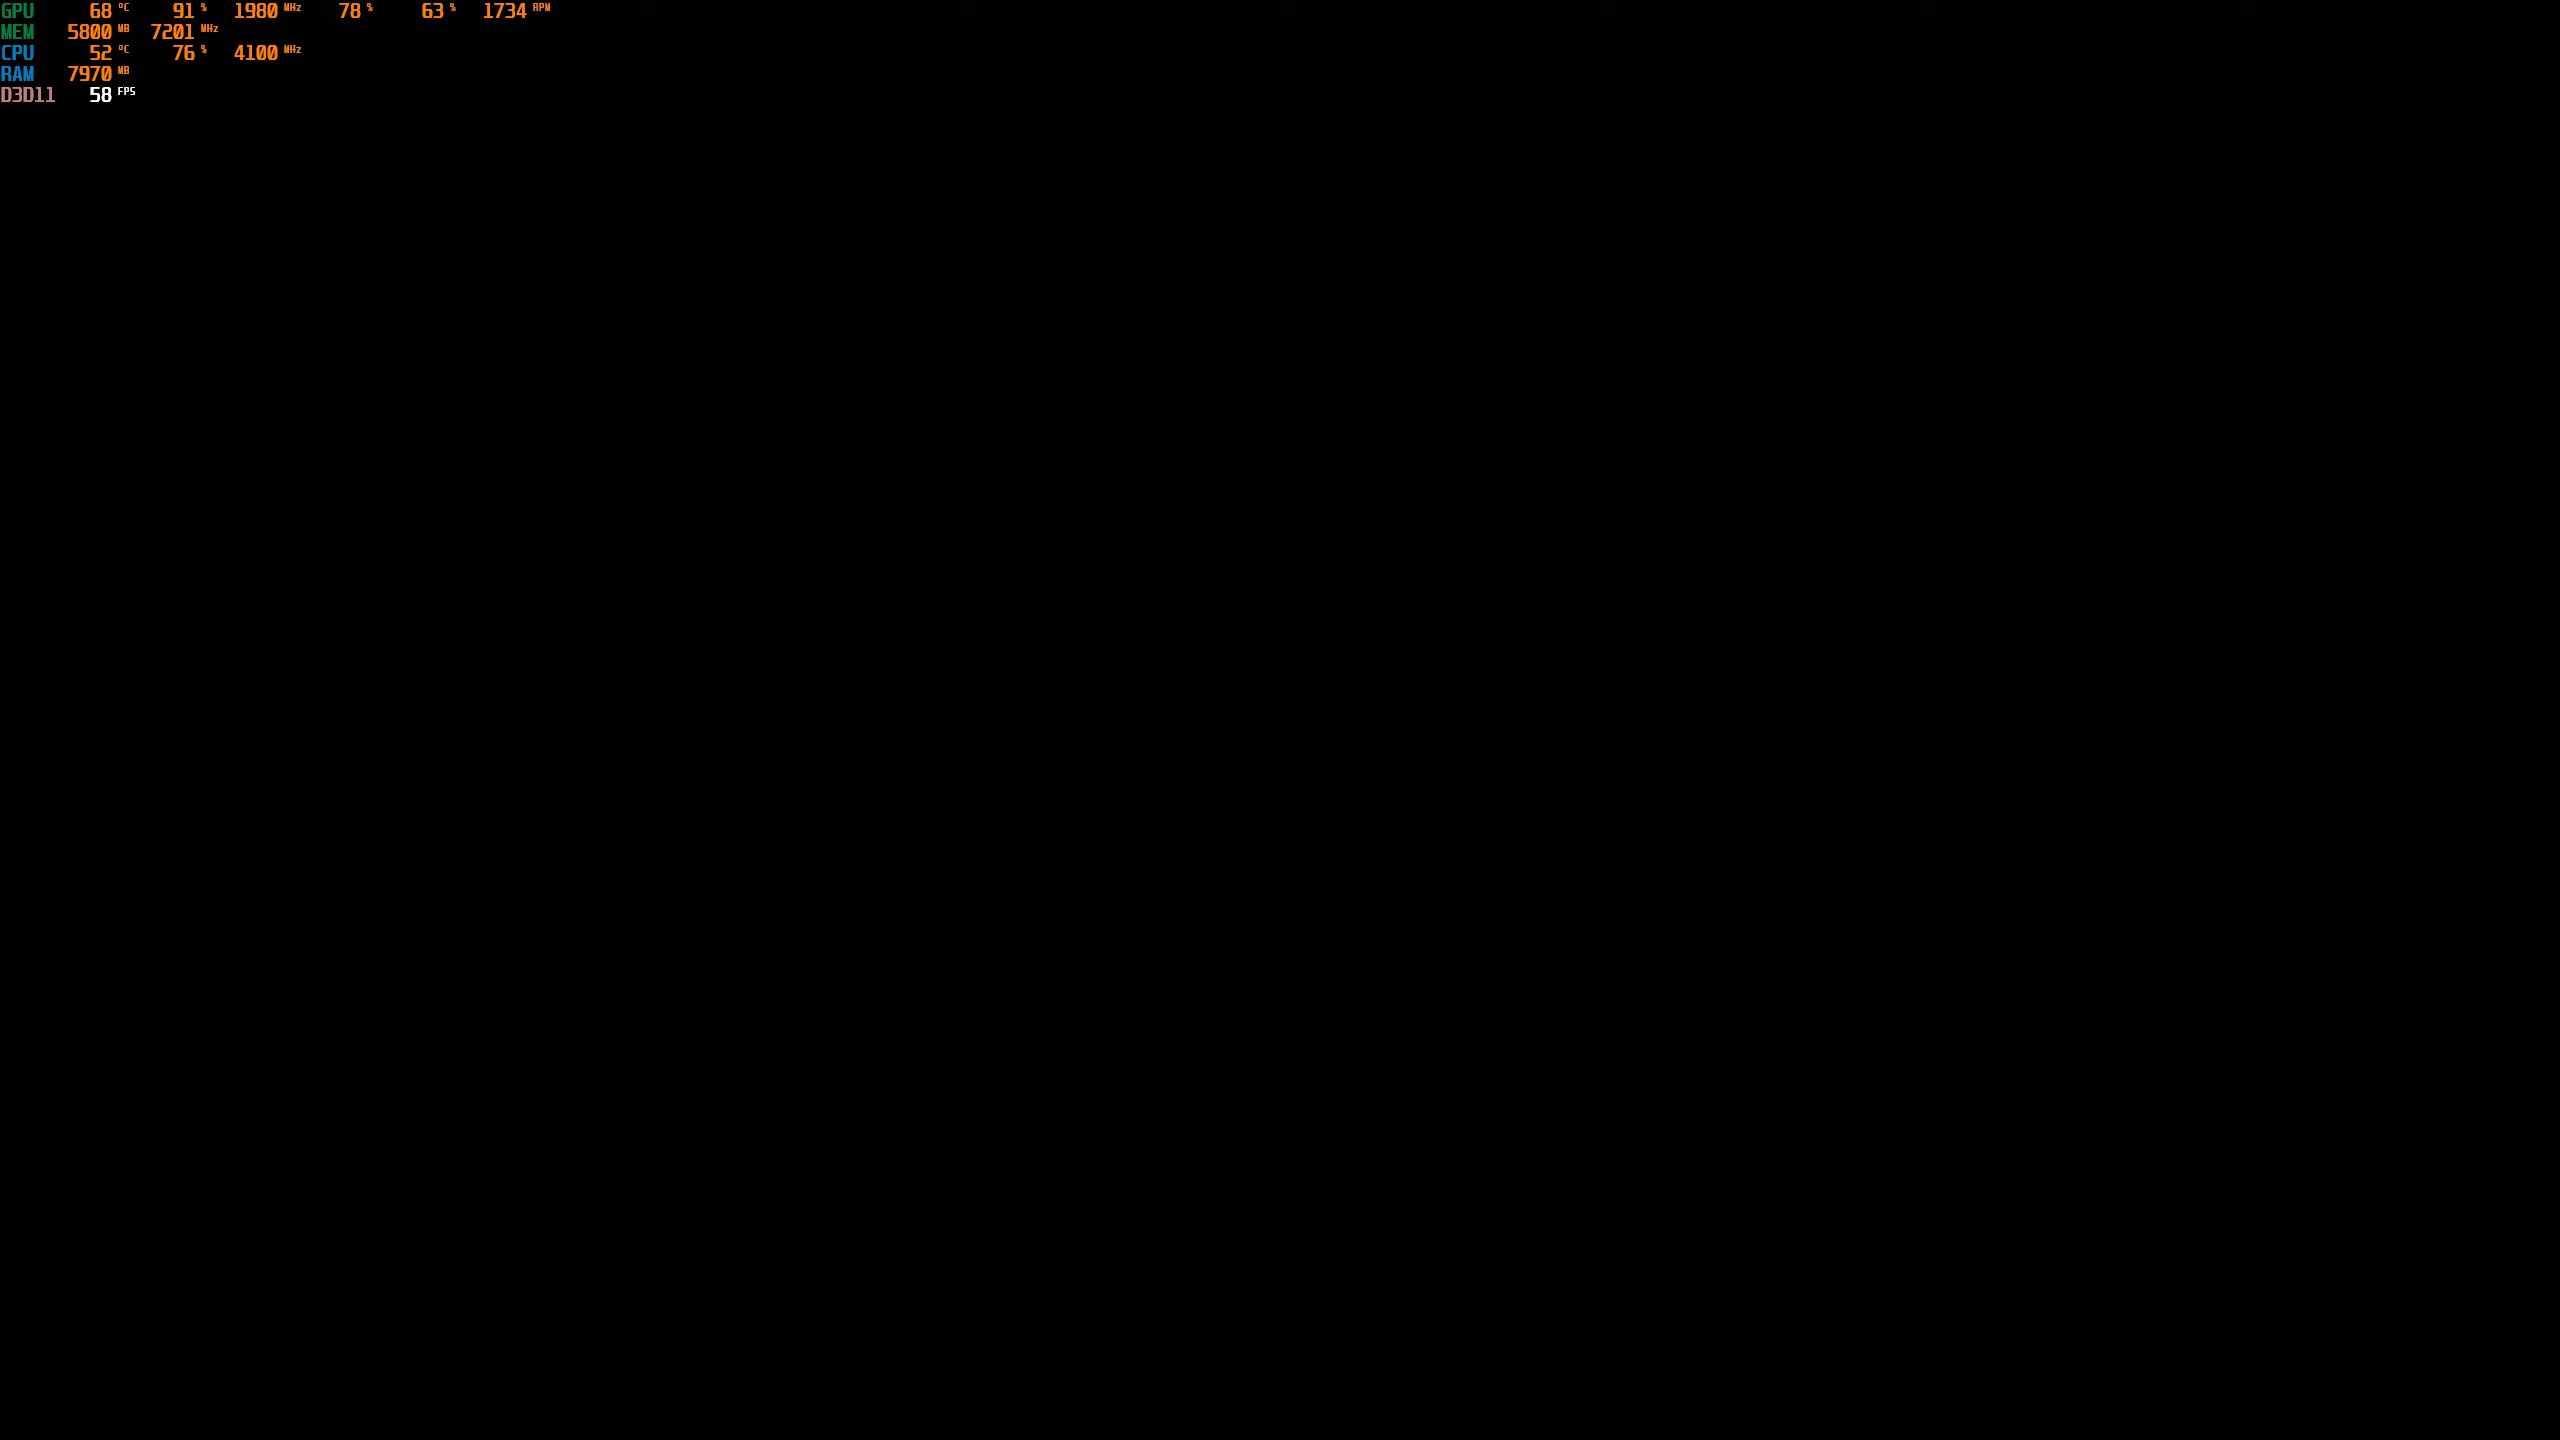 GPU 68 °C 91 % 1980 MHz 78 % 63 % 1734 RPM
MEM 5800 MB 7201 MHz
CPU 52 °C 76 % 4100 MHz
RAM 7970 MB
D3D11 58 FPS